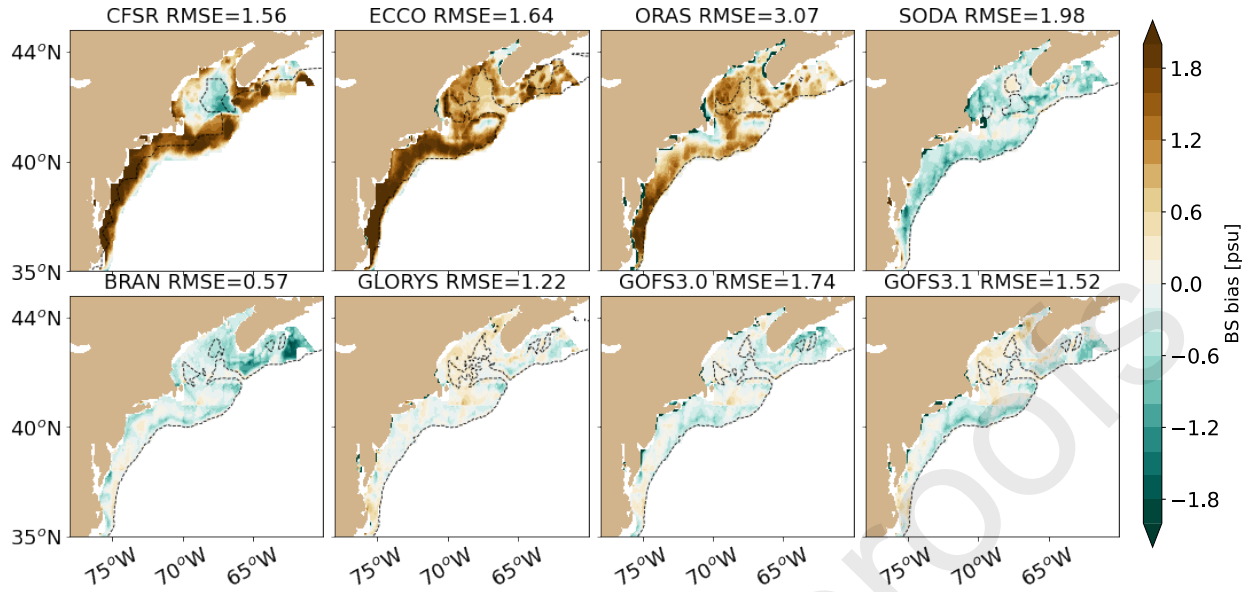 CFSR RMSE=1.56
ECCO RMSE=1.64
ORAS RMSE=3.07
SODA RMSE=1.98
44°N
40°N
35°N
BRAN RMSE=0.57
GLORYS RMSE=1.22
GOFS3.0 RMSE=1.74
GOFS3.1 RMSE=1.52
44°N
40°N
35°N
75°W
70°W
65°W
75°W
70°W
65°W
75°W
70°W
65°W
75°W
70°W
65°W
1.8
1.2
0.6
0.0
−0.6
−1.2
−1.8
BS bias [psu]
roofs